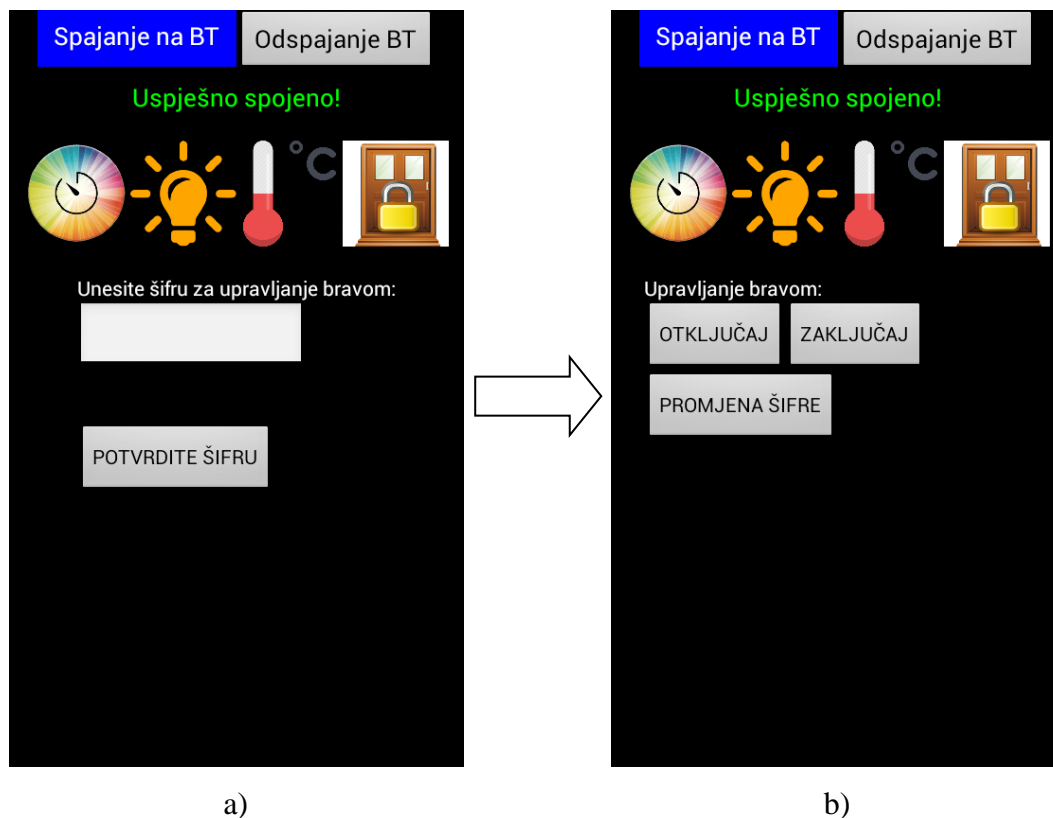 Spajanje na BT
Odspajanje BT
Uspješno spojeno!
°C
Unesite šifru za upravljanje bravom:
POTVRDITE ŠIFRU
a)
Spajanje na BT
Odspajanje BT
Uspješno spojeno!
°C
Upravljanje bravom:
OTKLJUČAJ
ZAKLJUČAJ
PROMJENA ŠIFRE
b)